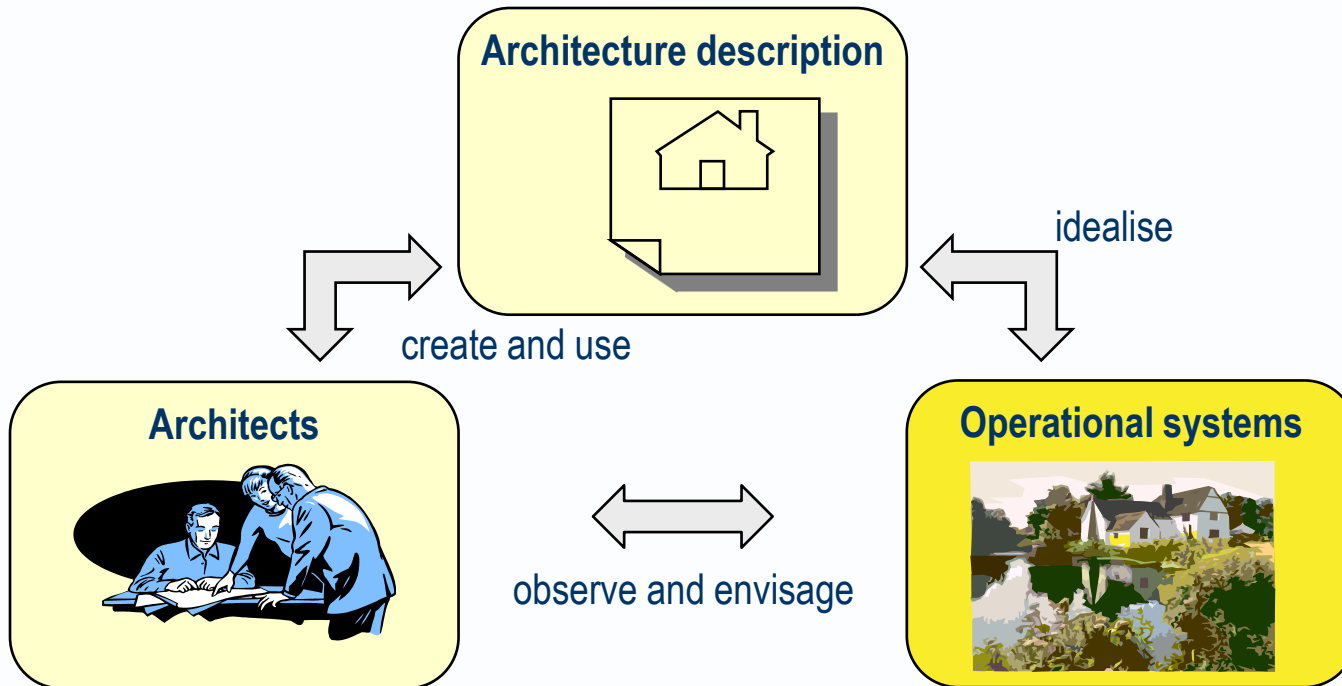 Architecture description
idealise
create and use
Architects
Operational systems
observe and envisage